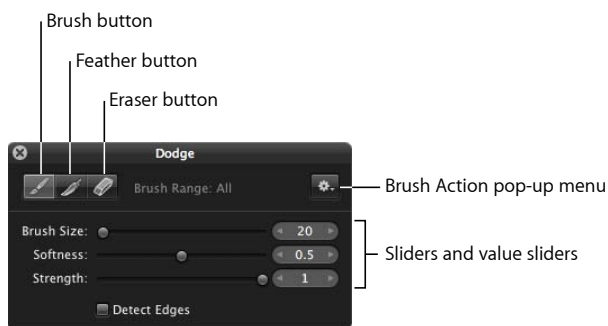 Brush button
Feather button
Eraser button
Dodge
Brush Range: All
Brush Action pop-up menu
Brush Size: 20
Softness: 0.5
Sliders and value sliders
Strength: 1
Detect Edges